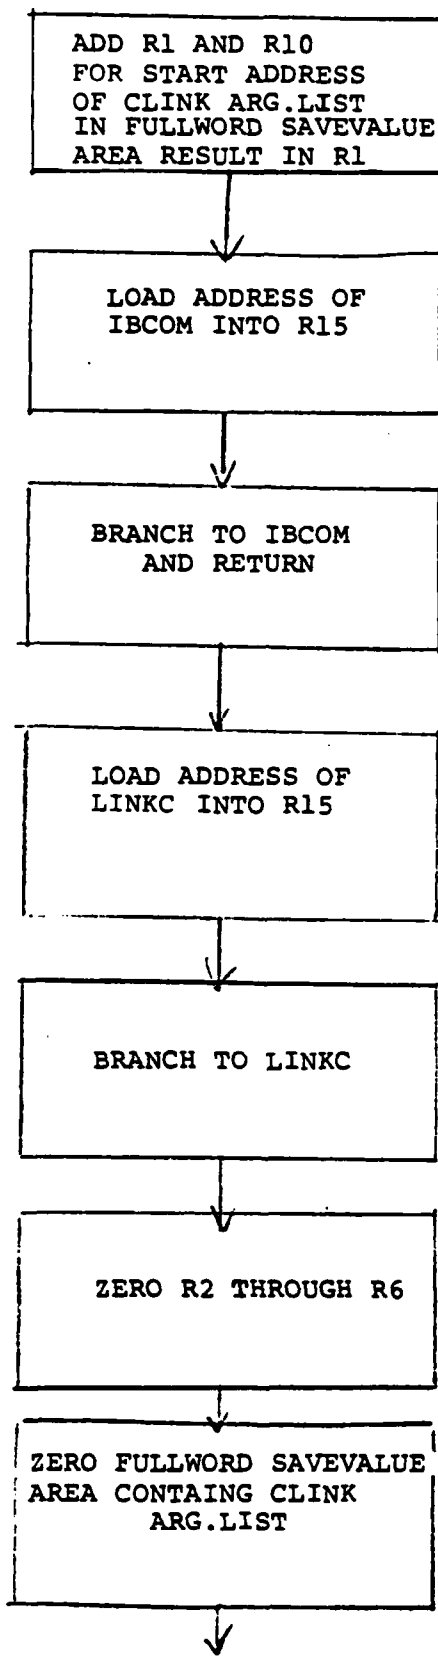 ADD R1 AND R10
FOR START ADDRESS
OF CLINK ARG.LIST
IN FULLWORD SAVEVALUE
AREA RESULT IN R1
LOAD ADDRESS OF
IBCOM INTO R15
BRANCH TO IBCOM
AND RETURN
LOAD ADDRESS OF
LINKC INTO R15
BRANCH TO LINKC
ZERO R2 THROUGH R6
ZERO FULLWORD SAVEVALUE
AREA CONTAING CLINK
ARG.LIST